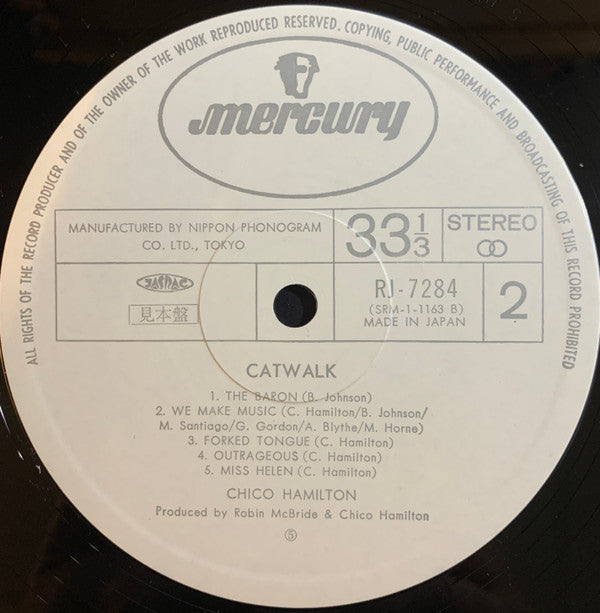 ALL RIGHTS OF THE RECORD PRODUCER AND OF THE OWNER OF THE WORK REPRODUCED RESERVED. COPYING, PUBLIC PERFORMANCE AND BROADCASTING OF THIS RECORD PROHIBITED
mercury
MANUFACTURED BY NIPPON PHONOGRAM
CO. LTD., TOKYO
33 1/3
STEREO
JASRAC
見本盤
RJ-7284
(SRM-1-1163 B)
MADE IN JAPAN
2
CATWALK
1. THE BARON (B. Johnson)
2. WE MAKE MUSIC (C. Hamilton/B. Johnson/
M. Santiago/G. Gordon/A. Blythe/M. Horne)
3. FORKED TONGUE (C. Hamilton)
4. OUTRAGEOUS (C. Hamilton)
5. MISS HELEN (C. Hamilton)
CHICO HAMILTON
Produced by Robin McBride & Chico Hamilton
⑤